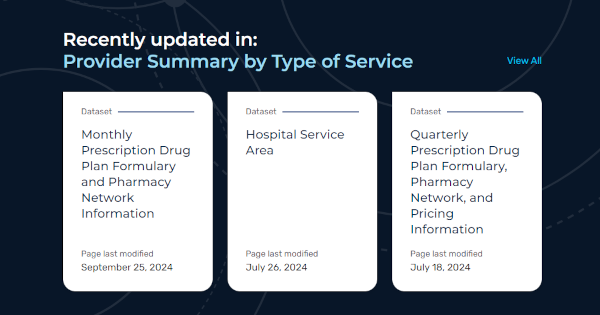 Recently updated in:
Provider Summary by Type of Service
View All
Dataset
Monthly
Prescription Drug
Plan Formulary
and Pharmacy
Network
Information
Page last modified
September 25, 2024
Dataset
Hospital Service
Area
Page last modified
July 26, 2024
Dataset
Quarterly
Prescription Drug
Plan Formulary,
Pharmacy
Network, and
Pricing
Information
Page last modified
July 18, 2024